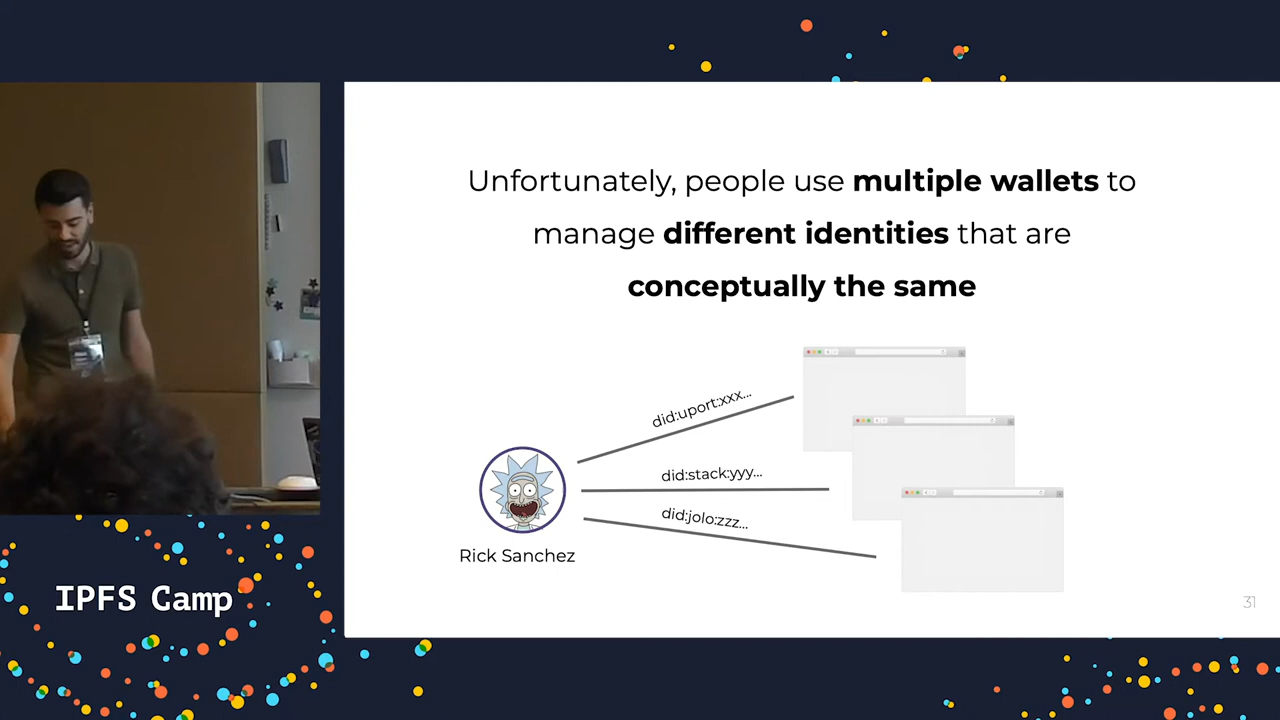 Unfortunately, people use multiple wallets to
manage different identities that are
conceptually the same
did:uport:xxx...
did:stack:yyy...
did:jolo:zzz...
Rick Sanchez
31
IPFS Camp